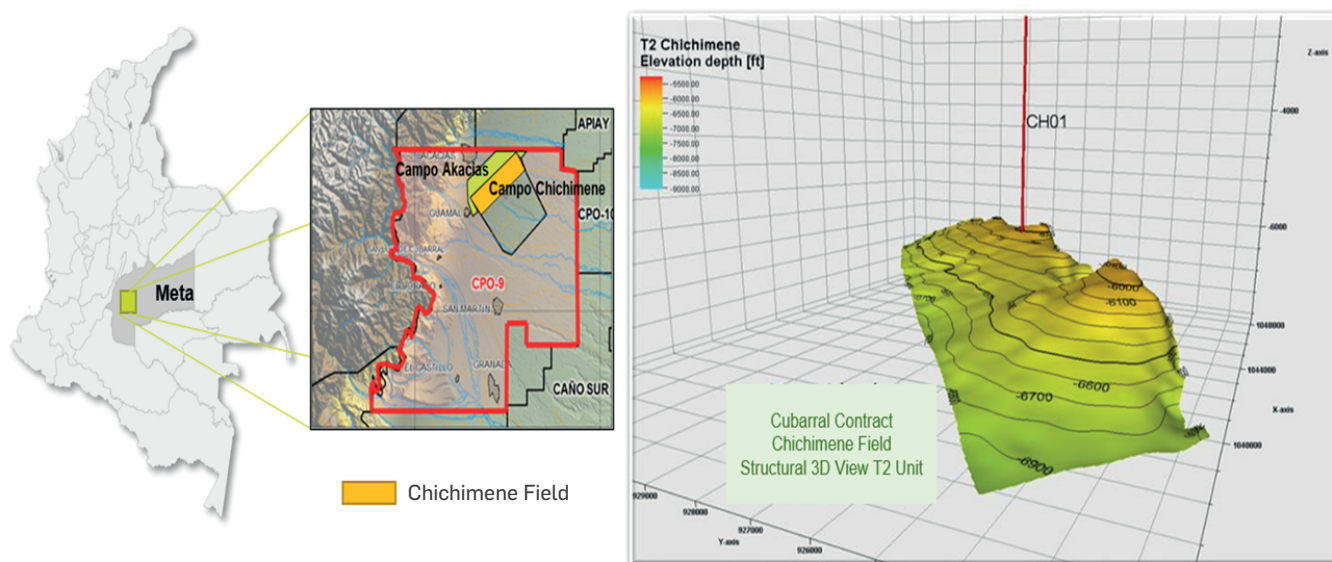 Meta
APIAY
ACACIAS
Campo Akacias
Campo Chichimene
GUAMAL
CPO-10
CPO-9
SAN MARTIN
EL CASTILLO
GRANADA
CAÑO SUR
Chichimene Field
T2 Chichimene
Elevation depth [ft]
-5500.00
-6000.00
-6500.00
-7000.00
-7500.00
-8000.00
-8500.00
-9000.00
CH01
Z-axis
-4000
-6000
-6000
-6100
-6600
-6700
-6900
1048000
1044000
X-axis
1040000
Cubarral Contract
Chichimene Field
Structural 3D View T2 Unit
929000
928000
927000
926000
Y-axis